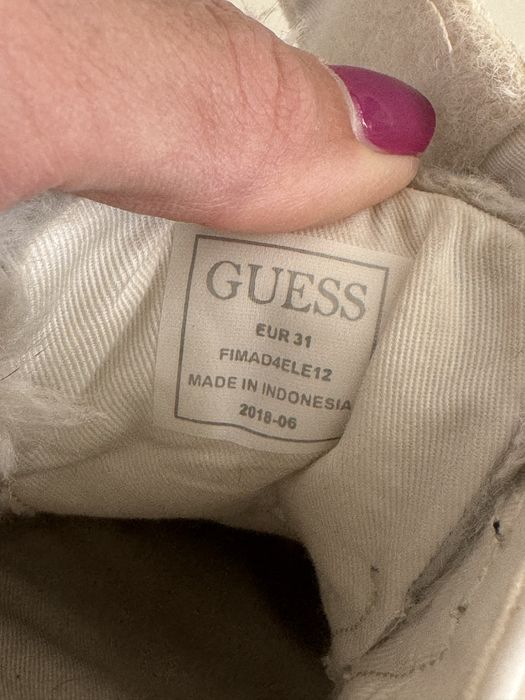 GUESS
EUR 31
FIMAD4ELE12
MADE IN INDONESIA
2018-06